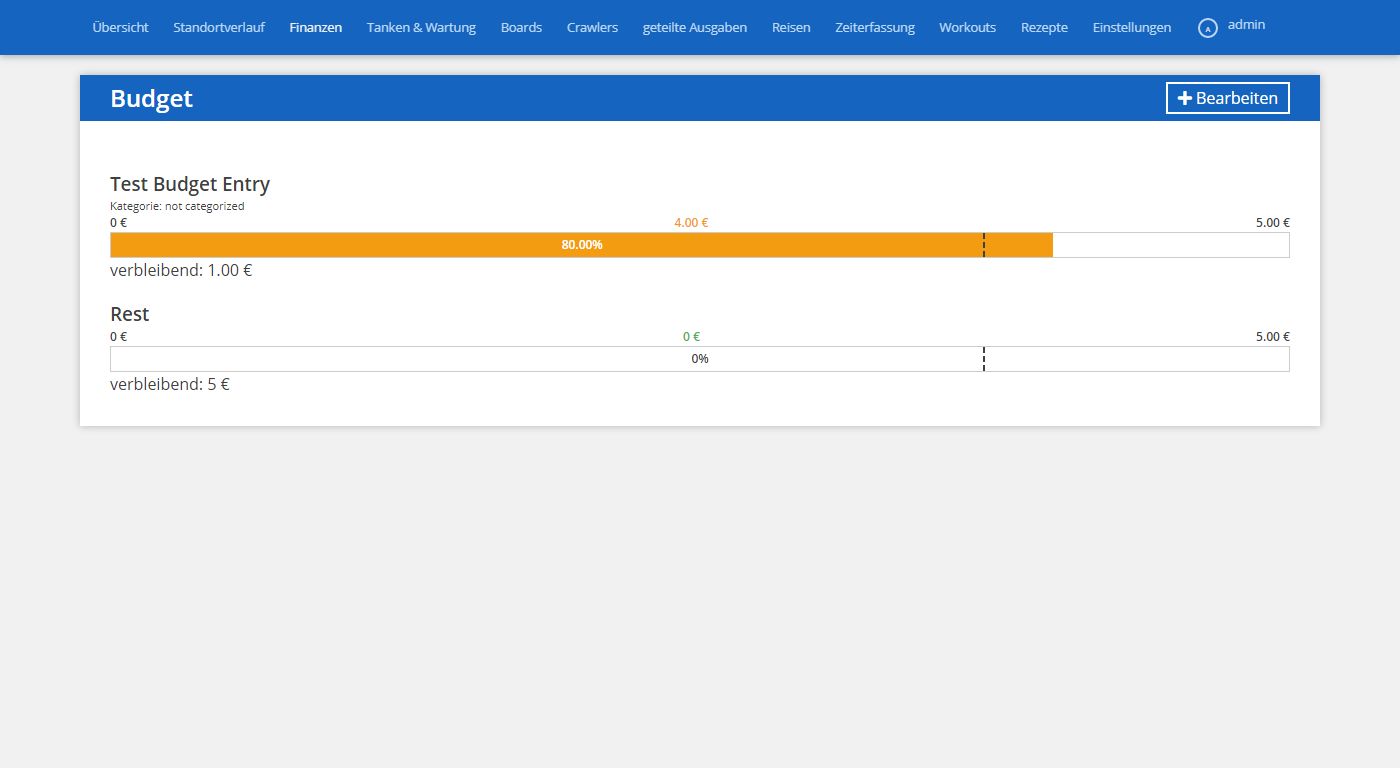 Übersicht Standortverlauf Finanzen Tanken & Wartung Boards Crawlers geteilte Ausgaben Reisen Zeiterfassung Workouts Rezepte Einstellungen A admin
Budget Bearbeiten
Test Budget Entry
Kategorie: not categorized
0 € 4.00 € 5.00 €
80.00%
verbleibend: 1.00 €
Rest
0 € 0 € 5.00 €
0%
verbleibend: 5 €